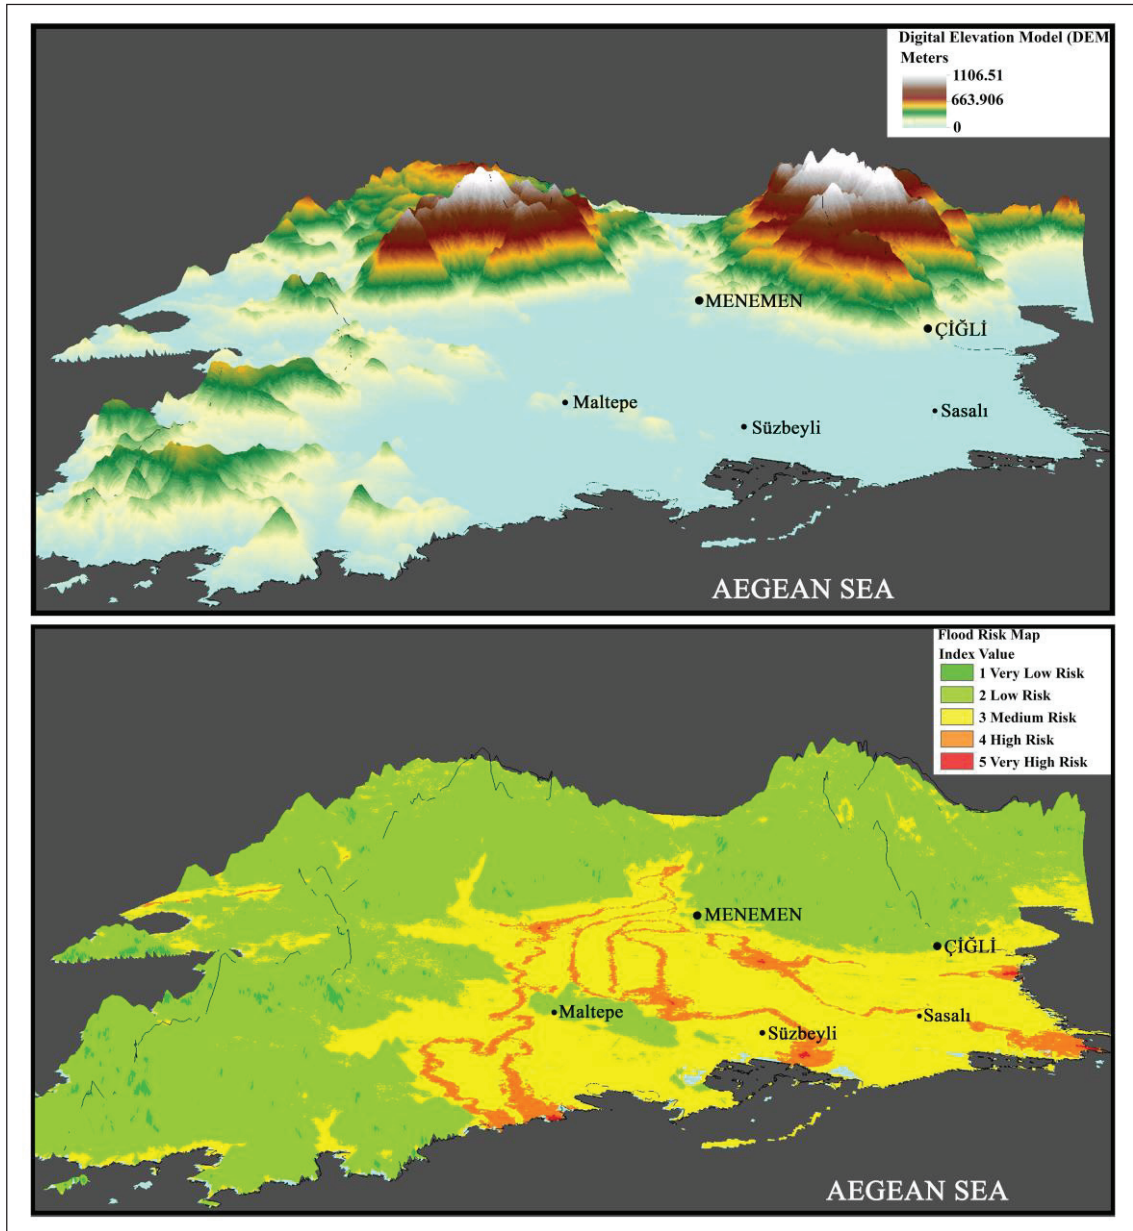 Digital Elevation Model (DEM
Meters
1106.51
663.906
0
MENEMEN
ÇİĞLİ
Maltepe
Sasalı
Süzbeyli
AEGEAN SEA
Flood Risk Map
Index Value
1 Very Low Risk
2 Low Risk
3 Medium Risk
4 High Risk
5 Very High Risk
MENEMEN
ÇİĞLİ
Maltepe
Sasalı
Süzbeyli
AEGEAN SEA